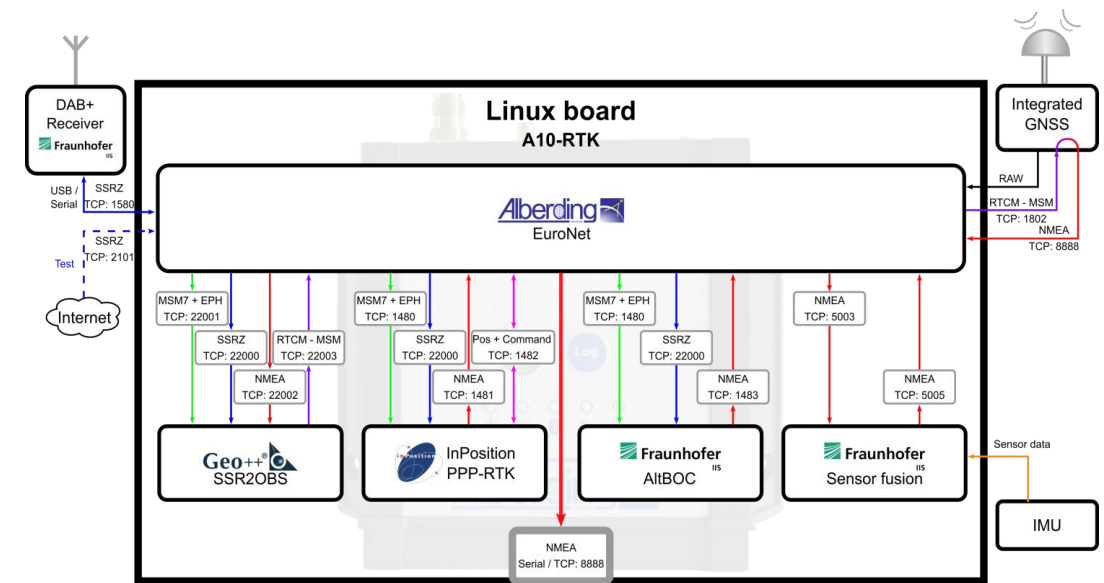 DAB+
Receiver
Fraunhofer
IIS
Linux board
A10-RTK
Integrated
GNSS
USB /
Serial
SSRZ
TCP: 1580
Alberding
EuroNet
RAW
RTCM - MSM
TCP: 1802
NMEA
TCP: 8888
SSRZ
TCP: 2101
Test
Internet
MSM7 + EPH
TCP: 22001
SSRZ
TCP: 22000
NMEA
TCP: 22002
RTCM - MSM
TCP: 22003
MSM7 + EPH
TCP: 1480
SSRZ
TCP: 22000
NMEA
TCP: 1481
Pos + Command
TCP: 1482
MSM7 + EPH
TCP: 1480
SSRZ
TCP: 22000
NMEA
TCP: 1483
NMEA
TCP: 5003
NMEA
TCP: 5005
Log
Geo++
SSR2OBS
inPosition
InPosition
PPP-RTK
Fraunhofer
IIS
AltBOC
Fraunhofer
IIS
Sensor fusion
Sensor data
IMU
NMEA
Serial / TCP: 8888